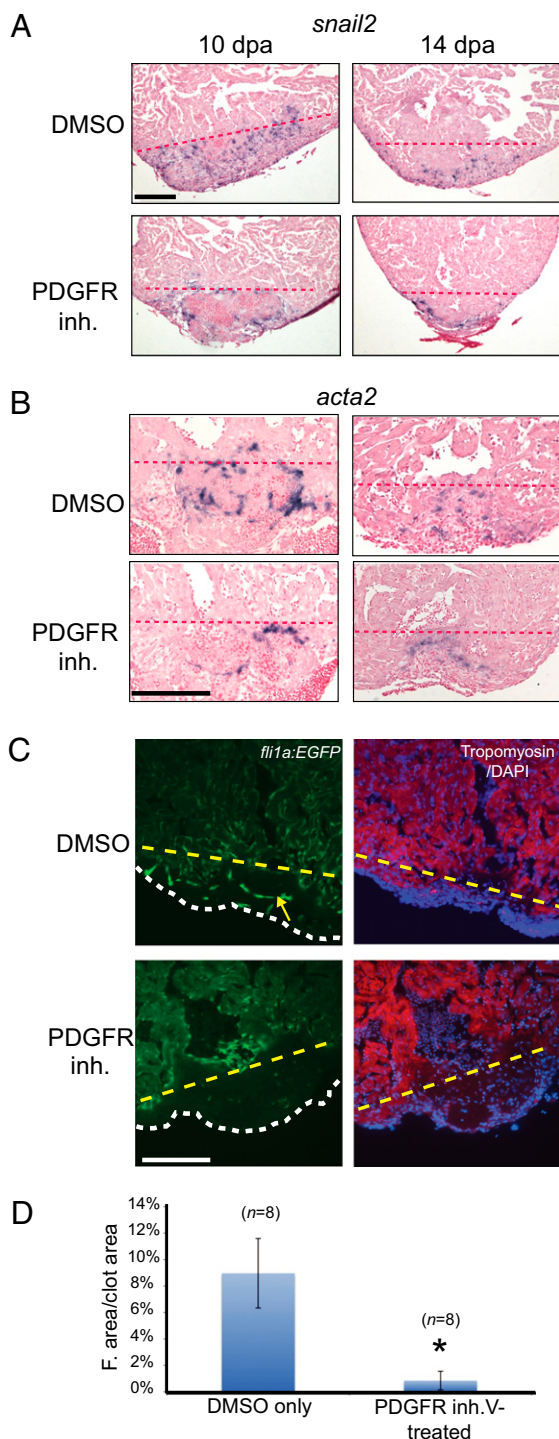 A
snail2
10 dpa 14 dpa
DMSO
PDGFR
inh.
B
acta2
DMSO
PDGFR
inh.
C
fli1a:EGFP
Tropomyosin
/DAPI
DMSO
PDGFR
inh.
D
F. area/clot area
14%
12%
10%
8%
6%
4%
2%
0%
(n=8)
(n=8)
*
DMSO only
PDGFR inh.V-
treated